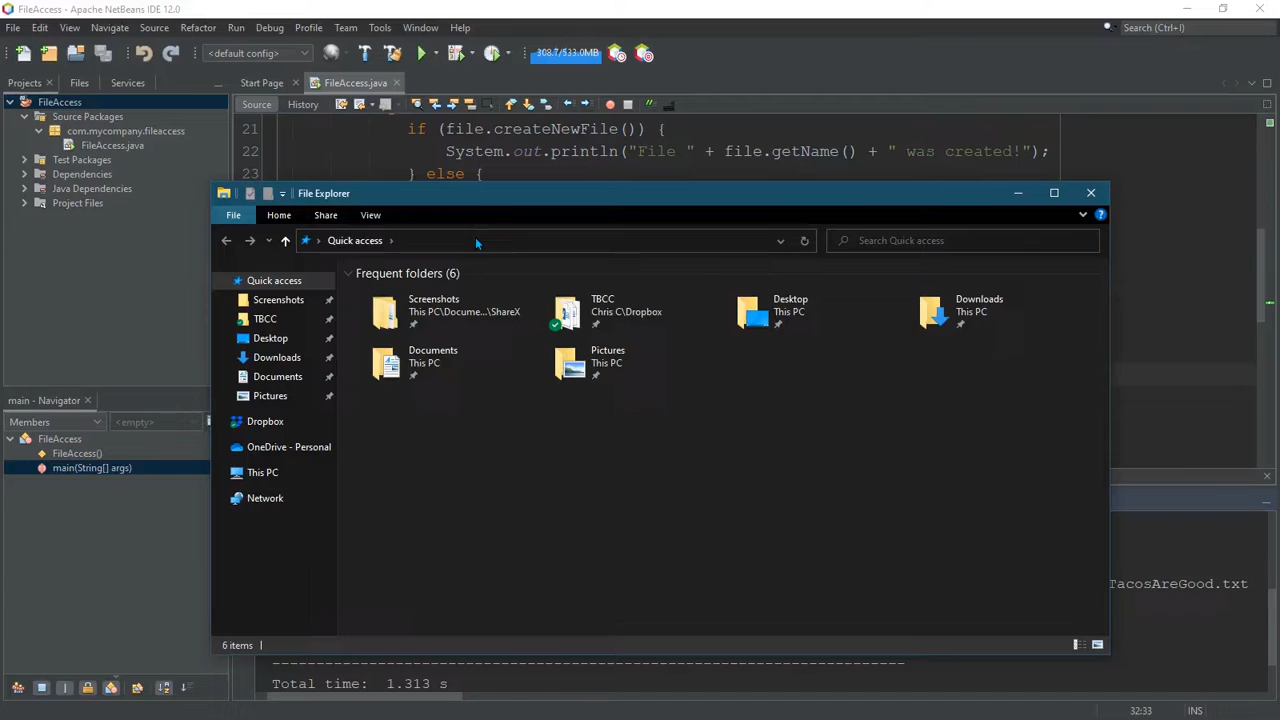 FileAccess - Apache NetBeans IDE 12.0
File Edit View Navigate Source Refactor Run Debug Profile Team Tools Window Help
Search (Ctrl+I)
<default config>
308.7/533.0MB
Projects Files Services
Start Page FileAccess.java
FileAccess
Source Packages
com.mycompany.fileaccess
FileAccess.java
Test Packages
Dependencies
Java Dependencies
Project Files
Source History
21 if (file.createNewFile()) {
22 System.out.println("File " + file.getName() + " was created!");
23 } else {
File Explorer
File Home Share View
Quick access
Search Quick access
Quick access
Screenshots
TBCC
Desktop
Downloads
Documents
Pictures
Dropbox
OneDrive - Personal
This PC
Network
Frequent folders (6)
Screenshots
This PC\Docume...\ShareX
TBCC
Chris C\Dropbox
Desktop
This PC
Downloads
This PC
Documents
This PC
Pictures
This PC
6 items
main - Navigator
Members <empty>
FileAccess
FileAccess()
main(String[] args)
TacosAreGood.txt
------------------------------------------------------------------------
Total time:  1.313 s
32:33 INS